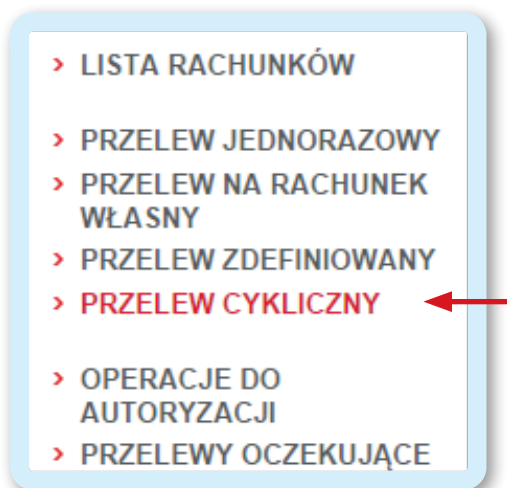 LISTA RACHUNKÓW
PRZELEW JEDNORAZOWY
PRZELEW NA RACHUNEK
WŁASNY
PRZELEW ZDEFINIOWANY
PRZELEW CYKLICZNY
OPERACJE DO
AUTORYZACJI
PRZELEWY OCZEKUJĄCE